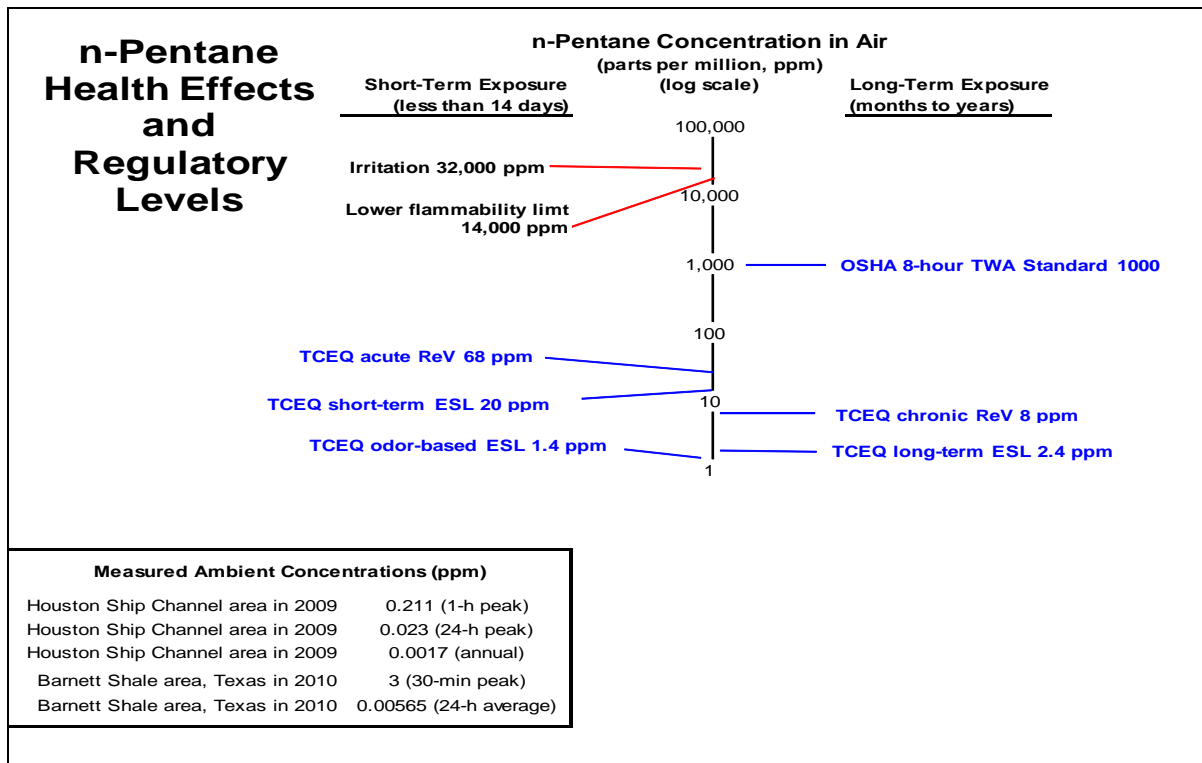 n-Pentane
Health Effects
and
Regulatory
Levels
n-Pentane Concentration in Air
(parts per million, ppm)
(log scale)
Short-Term Exposure
(less than 14 days)
Long-Term Exposure
(months to years)
100,000
Irritation 32,000 ppm
10,000
Lower flammability limt
14,000 ppm
1,000
OSHA 8-hour TWA Standard 1000
100
TCEQ acute ReV 68 ppm
TCEQ short-term ESL 20 ppm
10
TCEQ chronic ReV 8 ppm
TCEQ odor-based ESL 1.4 ppm
TCEQ long-term ESL 2.4 ppm
1
Measured Ambient Concentrations (ppm)
Houston Ship Channel area in 2009 0.211 (1-h peak)
Houston Ship Channel area in 2009 0.023 (24-h peak)
Houston Ship Channel area in 2009 0.0017 (annual)
Barnett Shale area, Texas in 2010 3 (30-min peak)
Barnett Shale area, Texas in 2010 0.00565 (24-h average)